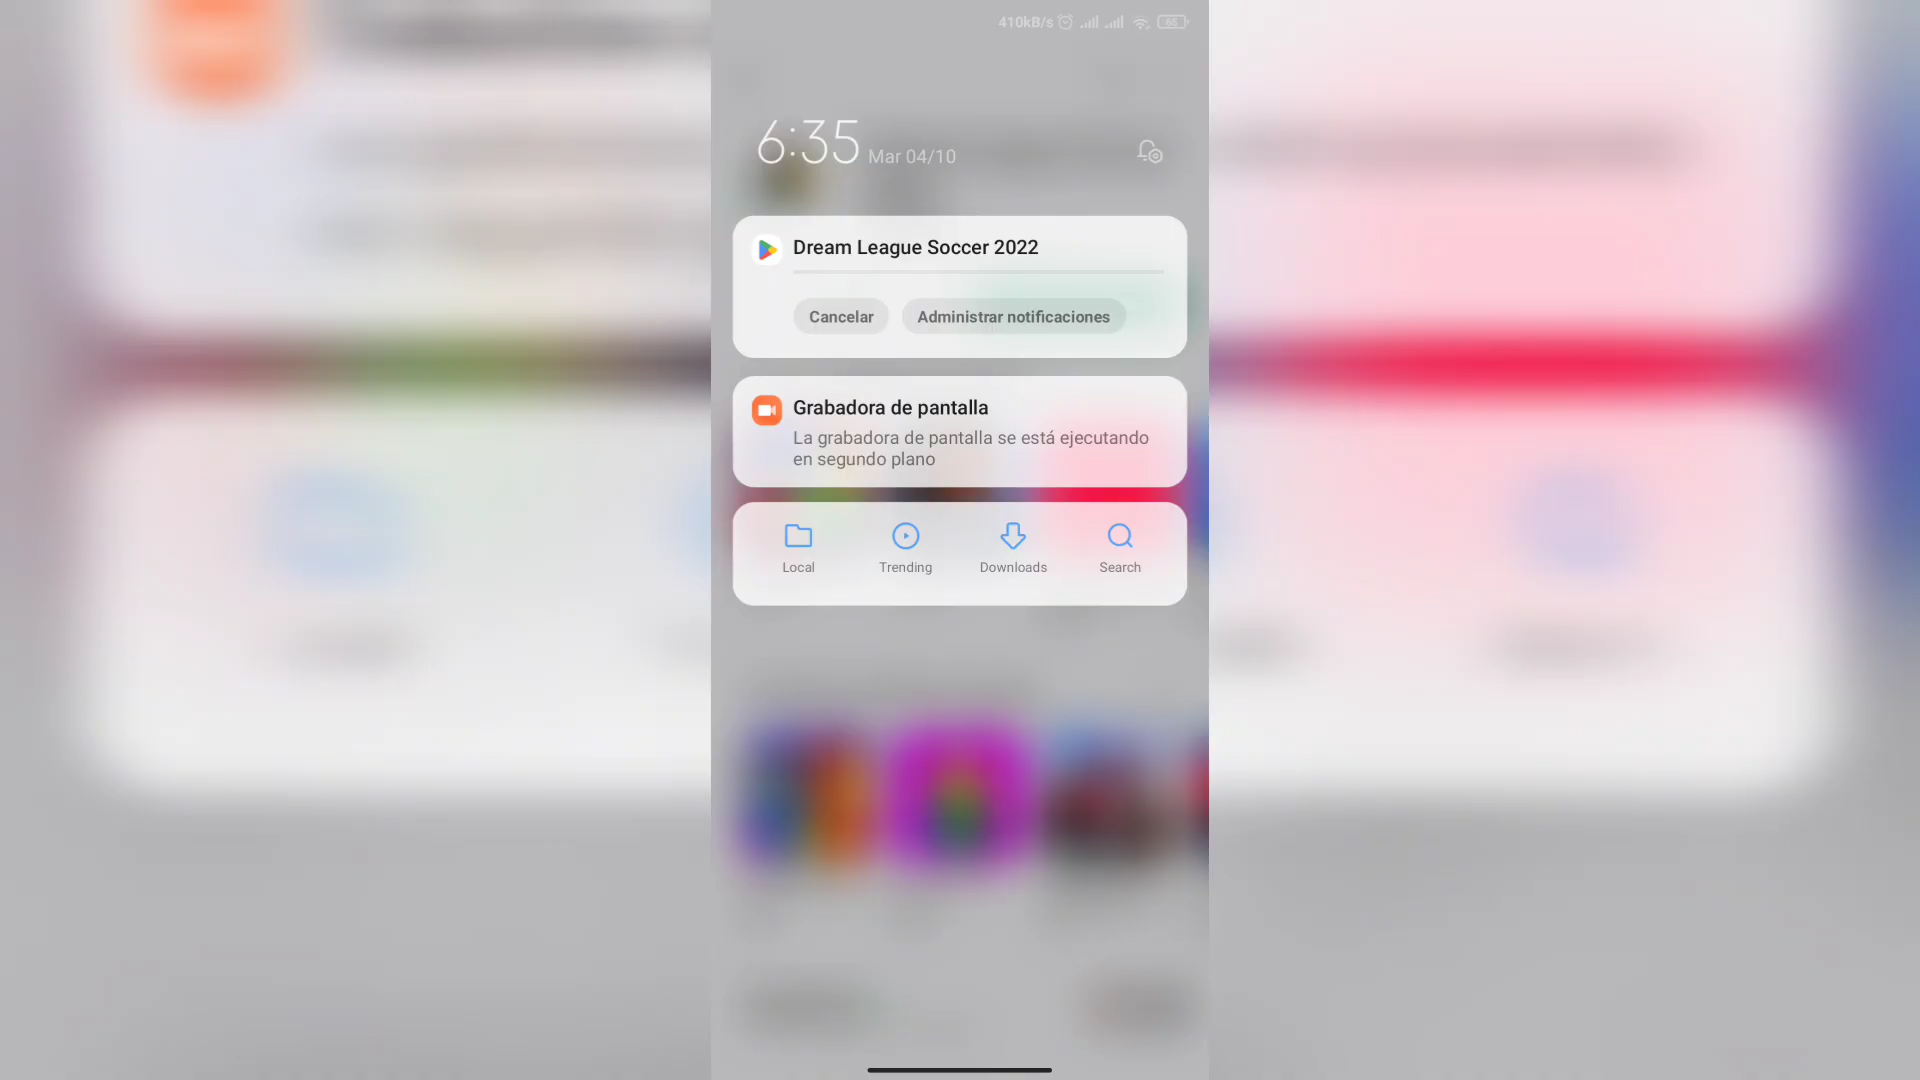 410kB/s 65
6:35 Mar 04/10
Dream League Soccer 2022
Cancelar Administrar notificaciones
Grabadora de pantalla
La grabadora de pantalla se está ejecutando
en segundo plano
Local Trending Downloads Search